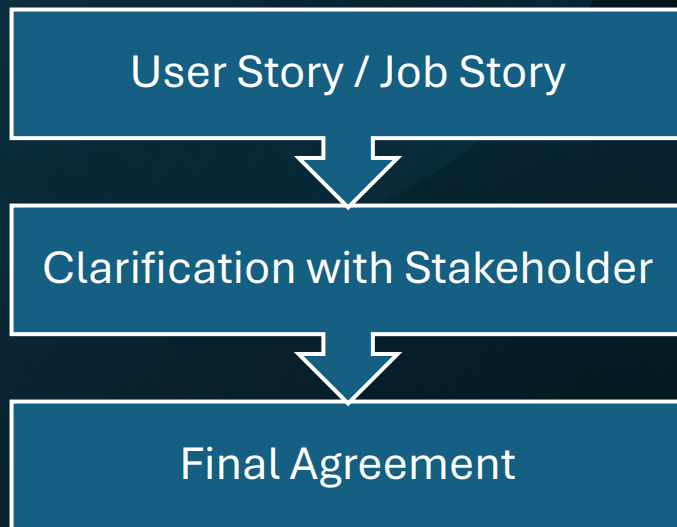 User Story / Job Story
Clarification with Stakeholder
Final Agreement